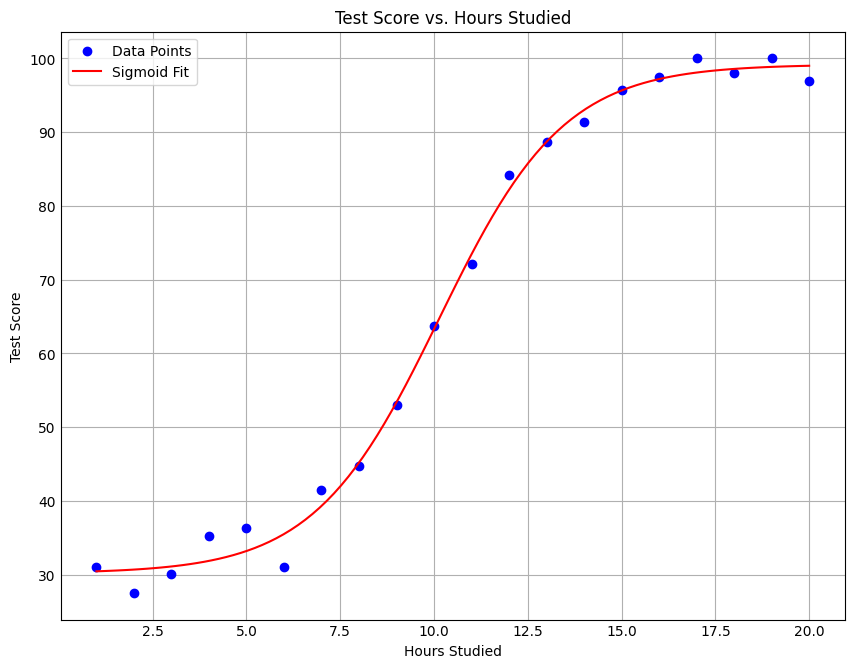 Test Score vs. Hours Studied
Data Points
Sigmoid Fit
100
90
80
70
60
50
40
30
Test Score
2.5 5.0 7.5 10.0 12.5 15.0 17.5 20.0
Hours Studied